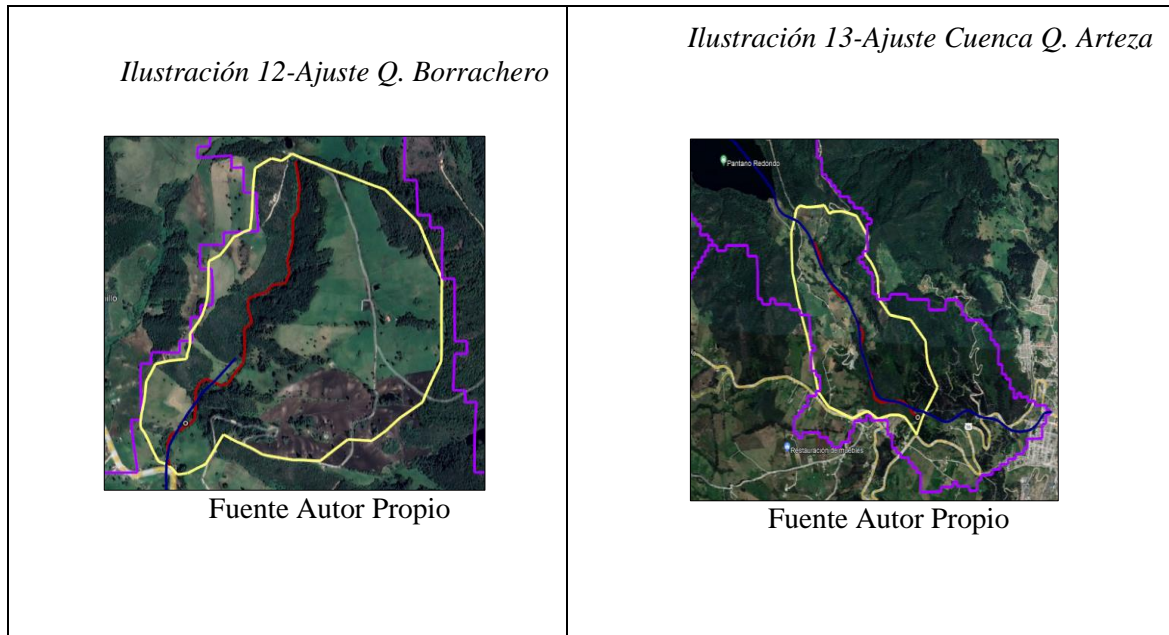 Ilustración 12-Ajuste Q. Borrachero
Fuente Autor Propio
Ilustración 13-Ajuste Cuenca Q. Arteza
Pantano Redondo
Restauración de muebles
Fuente Autor Propio